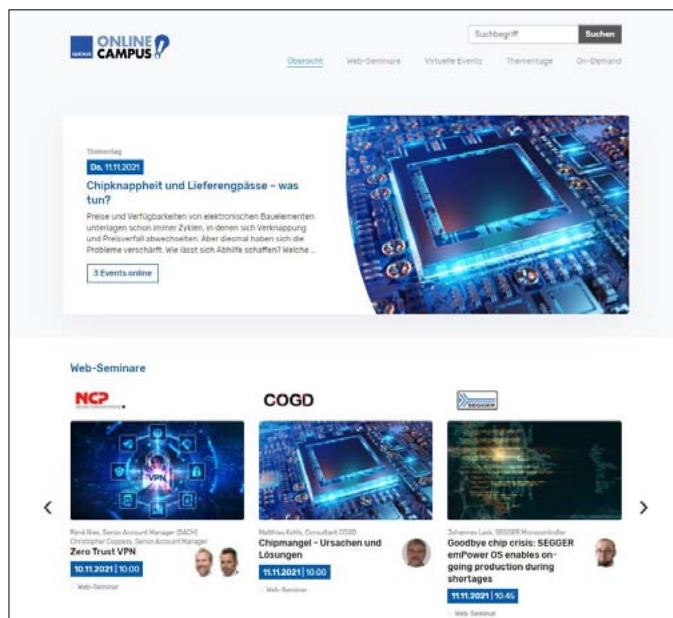 WEKA ONLINE
CAMPUS!?
Suchbegriff Suchen
Übersicht Web-Seminare Virtuelle Events Thementage On-Demand
Thementag
Do, 11.11.2021
Chipknappheit und Lieferengpässe – was
tun?
Preise und Verfügbarkeiten von elektronischen Bauelementen
unterlagen schon immer Zyklen, in denen sich Verknappung
und Preisverfall abwechselten. Aber diesmal haben sich die
Probleme verschärft. Wie lässt sich Abhilfe schaffen? Welche ...
3 Events online
Web-Seminare
NCP
COGD
SEGGER
VPN
René Nies, Senior Account Manager (DACH)
Christopher Coppess, Senior Account Manager
Zero Trust VPN
10.11.2021 | 10:00
Web-Seminar
Matthias Kohls, Consultant COGD
Chipmangel - Ursachen und
Lösungen
11.11.2021 | 10:00
Web-Seminar
Johannes Lask, SEGGER Microcontroller
Goodbye chip crisis: SEGGER
emPower OS enables on-
going production during
shortages
11.11.2021 | 10:45
Web-Seminar